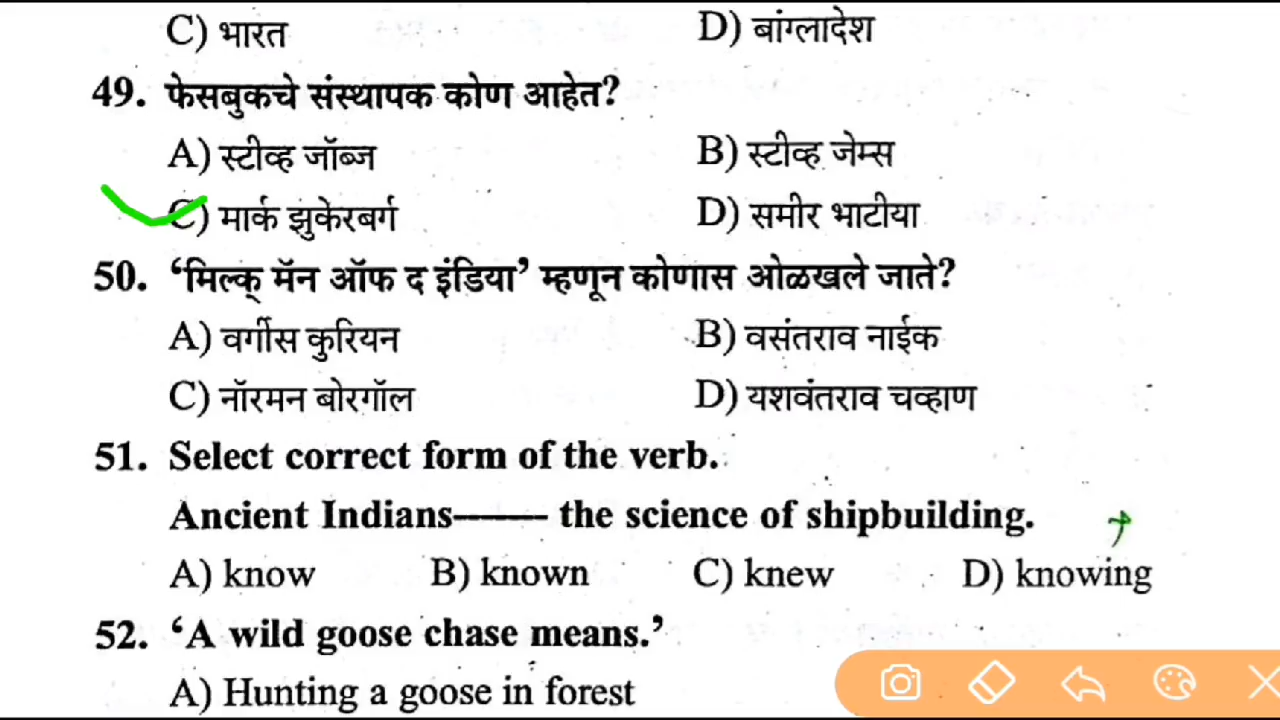 C) भारत D) बांग्लादेश
49. फेसबुकचे संस्थापक कोण आहेत?
A) स्टीव्ह जॉब्ज B) स्टीव्ह जेम्स
C) मार्क झुकेरबर्ग D) समीर भाटीया
50. ‘मिल्क् मॅन ऑफ द इंडिया’ म्हणून कोणास ओळखले जाते?
A) वर्गीस कुरियन B) वसंतराव नाईक
C) नॉरमन बोरगॉल D) यशवंतराव चव्हाण
51. Select correct form of the verb.
Ancient Indians——— the science of shipbuilding.
A) know B) known C) knew D) knowing
52. ‘A wild goose chase means.’
A) Hunting a goose in forest